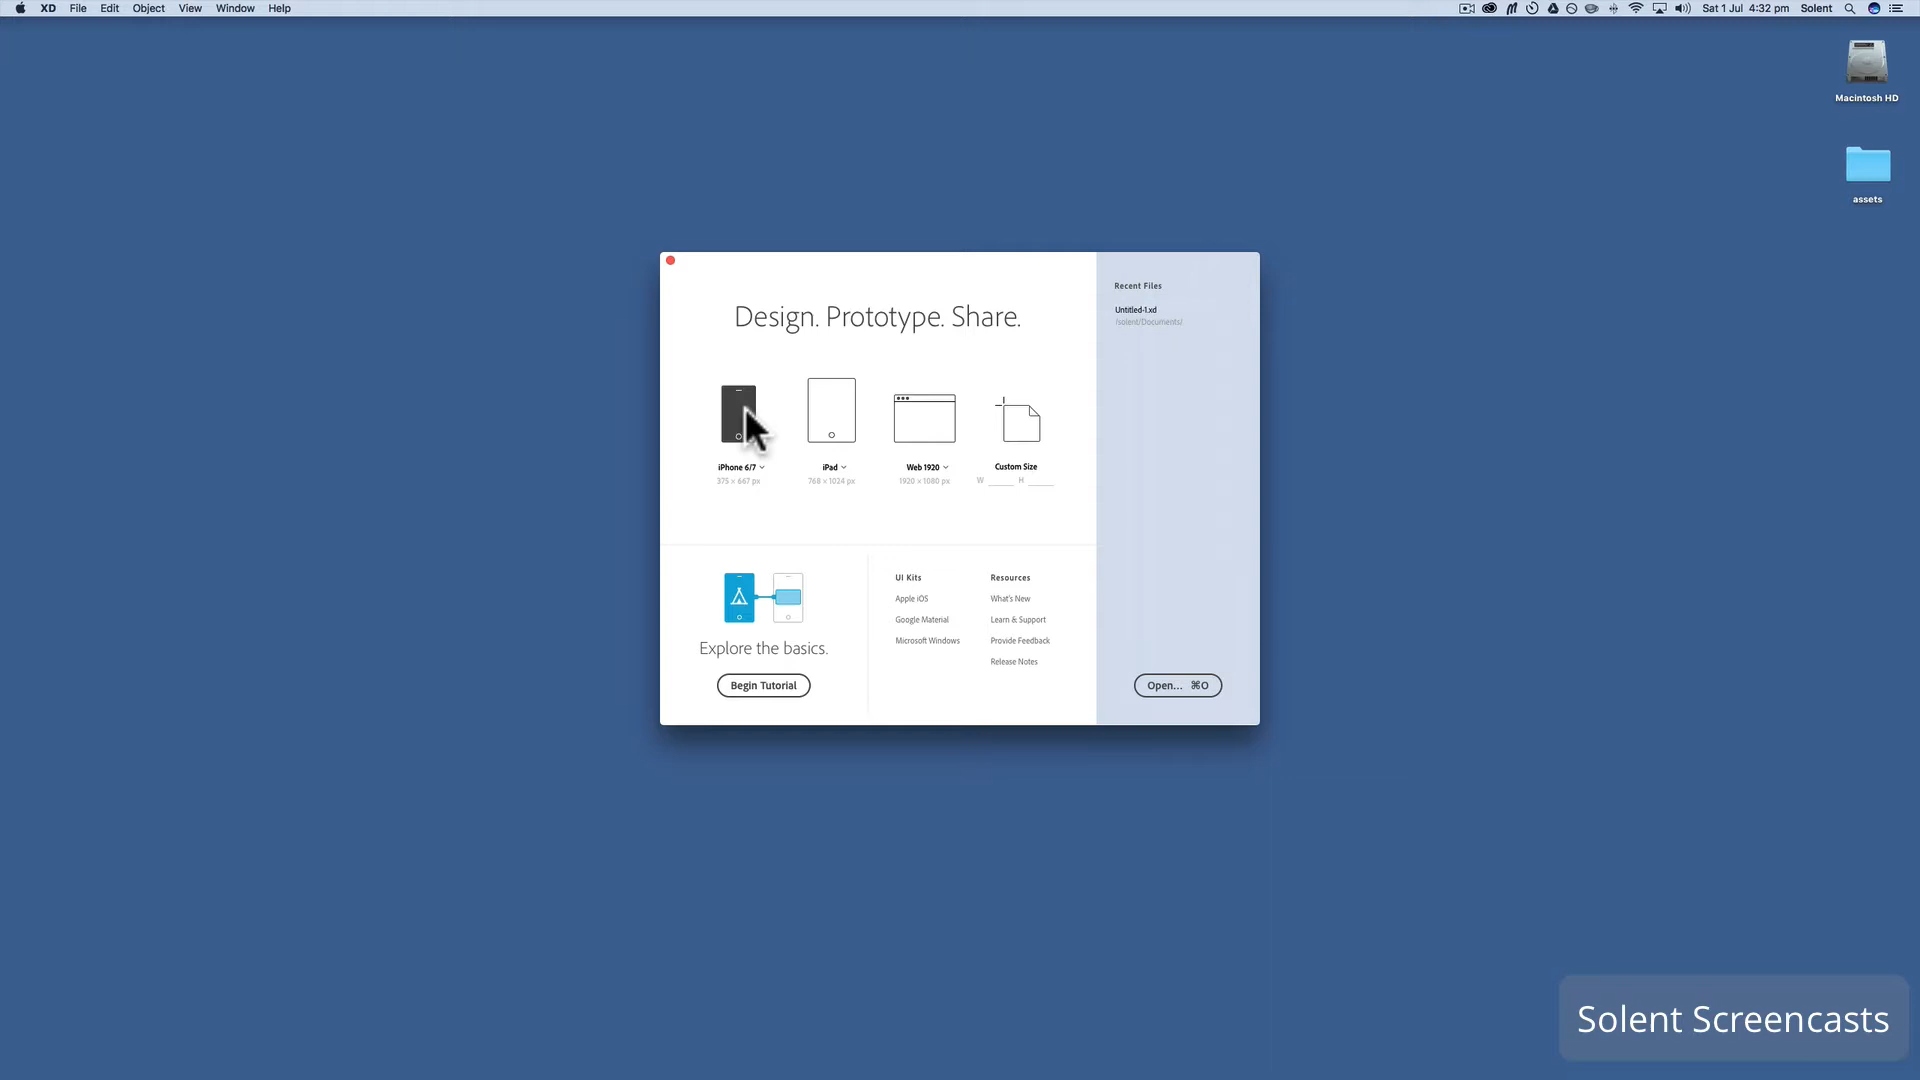 XD File Edit Object View Window Help
Sat 1 Jul 4:32 pm Solent
Macintosh HD
assets
Design. Prototype. Share.
iPhone 6/7
375 × 667 px
iPad
768 × 1024 px
Web 1920
1920 × 1080 px
Custom Size
W H
Recent Files
Untitled-1.xd
/solent/Documents/
Explore the basics.
Begin Tutorial
UI Kits
Apple iOS
Google Material
Microsoft Windows
Resources
What's New
Learn & Support
Provide Feedback
Release Notes
Open... ⌘O
Solent Screencasts